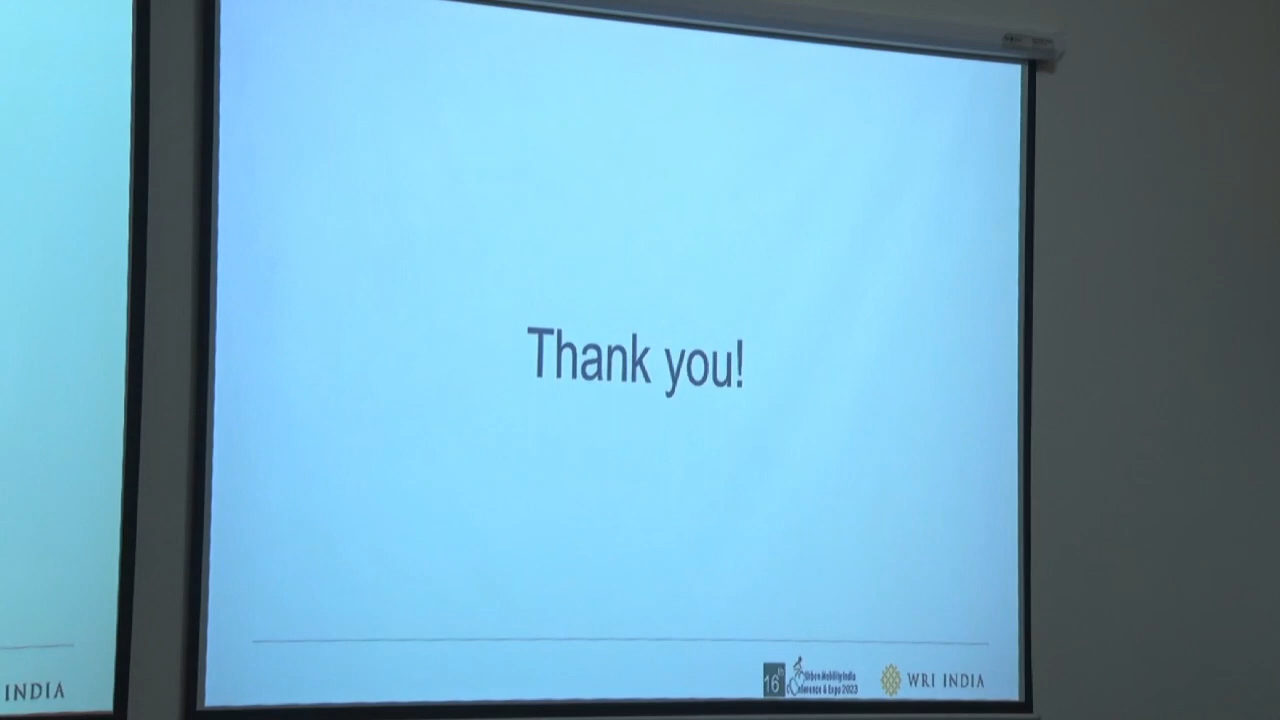 Thank you!
16th
Urban Mobility India
Conference & Expo 2023
WRI INDIA
INDIA